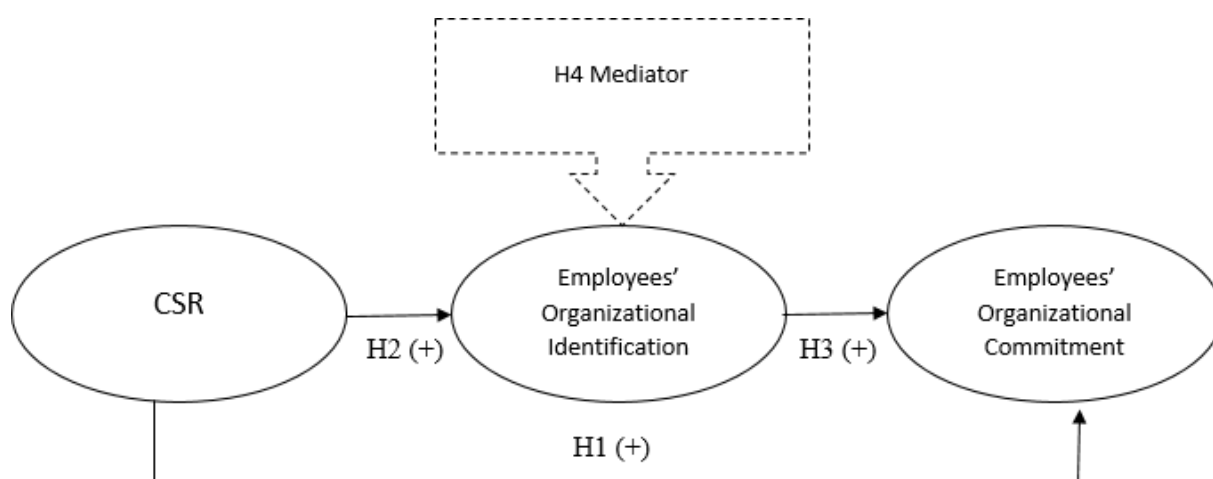 H4 Mediator
CSR
H2 (+)
Employees’
Organizational
Identification
H3 (+)
Employees’
Organizational
Commitment
H1 (+)